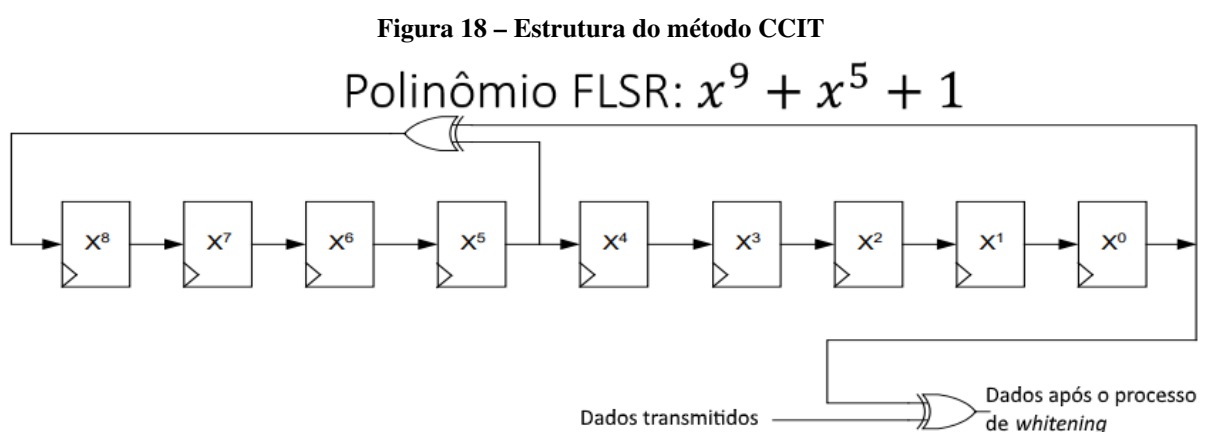 Figura 18 – Estrutura do método CCIT
Polinômio FLSR: x⁹ + x⁵ + 1
X⁸ X⁷ X⁶ X⁵ X⁴ X³ X² X¹ X⁰
Dados transmitidos
Dados após o processo
de whitening